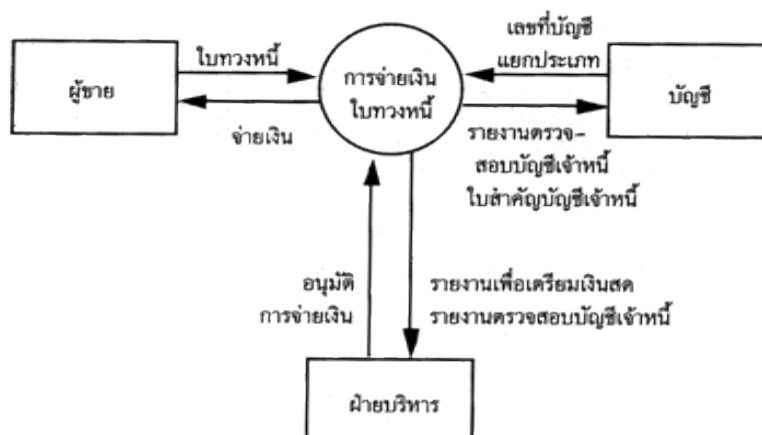 ผู้ขาย
ใบทวงหนี้
จ่ายเงิน
การจ่ายเงิน
ใบทวงหนี้
เลขที่บัญชี
แยกประเภท
บัญชี
รายงานตรวจ-
สอบบัญชีเจ้าหนี้
ใบสำคัญบัญชีเจ้าหนี้
อนุมัติ
การจ่ายเงิน
รายงานเพื่อเตรียมเงินสด
รายงานตรวจสอบบัญชีเจ้าหนี้
ฝ่ายบริหาร